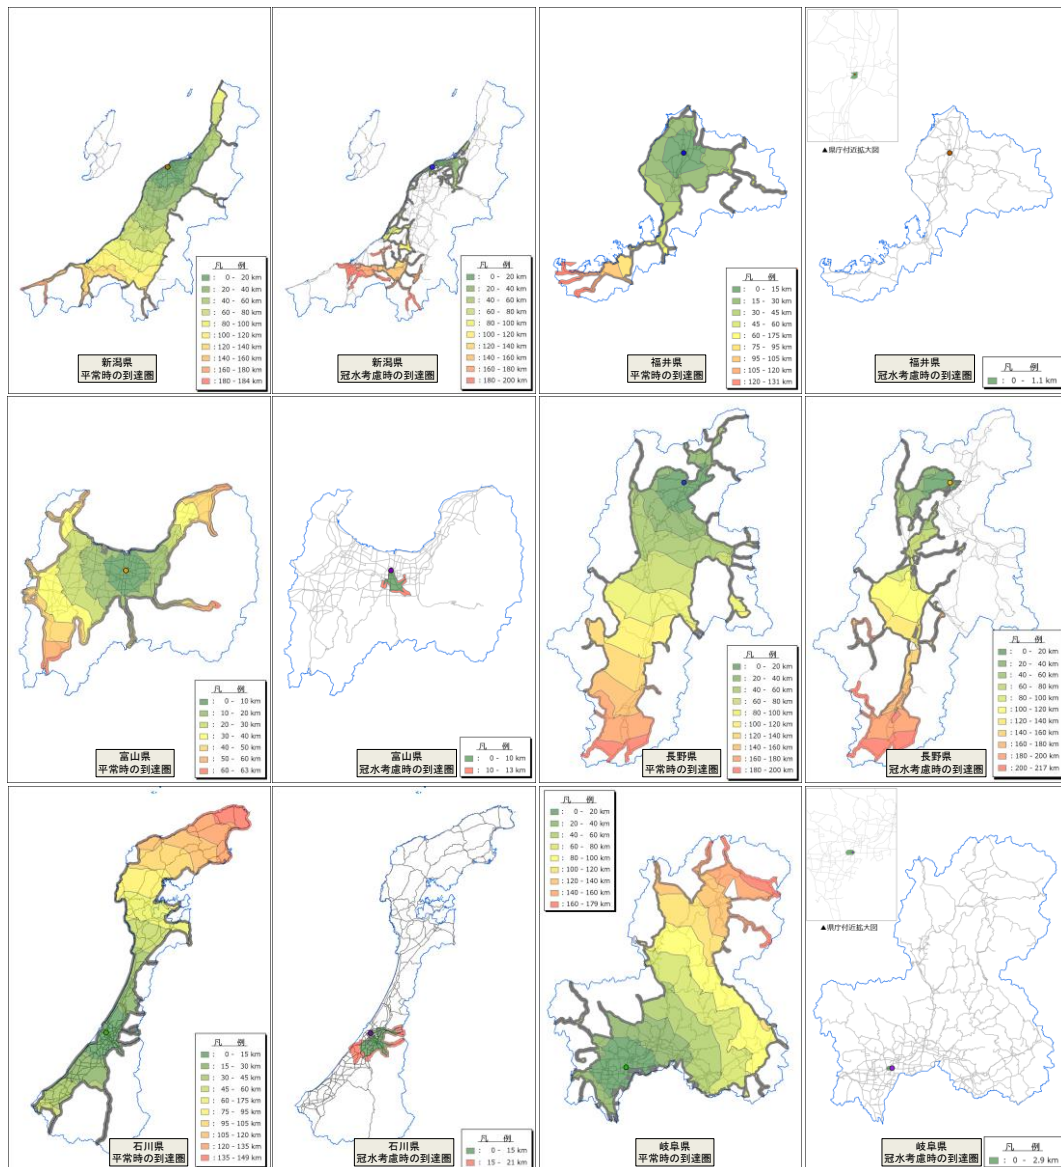 凡 例
: 0 - 20 km
: 20 - 40 km
: 40 - 60 km
: 60 - 80 km
: 80 - 100 km
: 100 - 120 km
: 120 - 140 km
: 140 - 160 km
: 160 - 180 km
: 180 - 184 km
新潟県
平常時の到達圏
凡 例
: 0 - 20 km
: 20 - 40 km
: 40 - 60 km
: 60 - 80 km
: 80 - 100 km
: 100 - 120 km
: 120 - 140 km
: 140 - 160 km
: 160 - 180 km
: 180 - 200 km
新潟県
冠水考慮時の到達圏
凡 例
: 0 - 15 km
: 15 - 30 km
: 30 - 45 km
: 45 - 60 km
: 60 - 175 km
: 75 - 95 km
: 95 - 105 km
: 105 - 120 km
: 120 - 131 km
福井県
平常時の到達圏
▲県庁付近拡大図
福井県
冠水考慮時の到達圏
凡 例
: 0 - 1.1 km
凡 例
: 0 - 10 km
: 10 - 20 km
: 20 - 30 km
: 30 - 40 km
: 40 - 50 km
: 50 - 60 km
: 60 - 63 km
富山県
平常時の到達圏
富山県
冠水考慮時の到達圏
凡 例
: 0 - 10 km
: 10 - 13 km
凡 例
: 0 - 20 km
: 20 - 40 km
: 40 - 60 km
: 60 - 80 km
: 80 - 100 km
: 100 - 120 km
: 120 - 140 km
: 140 - 160 km
: 160 - 180 km
: 180 - 200 km
長野県
平常時の到達圏
凡 例
: 0 - 20 km
: 20 - 40 km
: 40 - 60 km
: 60 - 80 km
: 80 - 100 km
: 100 - 120 km
: 120 - 140 km
: 140 - 160 km
: 160 - 180 km
: 180 - 200 km
: 200 - 217 km
長野県
冠水考慮時の到達圏
凡 例
: 0 - 15 km
: 15 - 30 km
: 30 - 45 km
: 45 - 60 km
: 60 - 175 km
: 75 - 95 km
: 95 - 105 km
: 105 - 120 km
: 120 - 135 km
: 135 - 149 km
石川県
平常時の到達圏
石川県
冠水考慮時の到達圏
凡 例
: 0 - 15 km
: 15 - 21 km
凡 例
: 0 - 20 km
: 20 - 40 km
: 40 - 60 km
: 60 - 80 km
: 80 - 100 km
: 100 - 120 km
: 120 - 140 km
: 140 - 160 km
: 160 - 179 km
岐阜県
平常時の到達圏
▲県庁付近拡大図
岐阜県
冠水考慮時の到達圏
凡 例
: 0 - 2.9 km